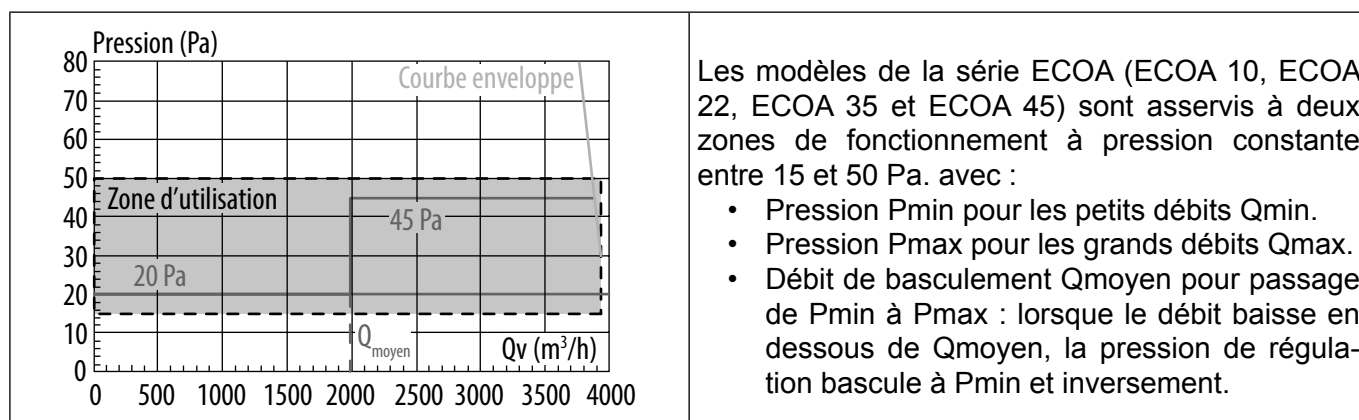 Pression (Pa)
80
70
60
50
40
30
20
10
0
Courbe enveloppe
Zone d’utilisation
45 Pa
20 Pa
Qmoyen
Qv (m³/h)
0 500 1000 1500 2000 2500 3000 3500 4000
Les modèles de la série ECOA (ECOA 10, ECOA
22, ECOA 35 et ECOA 45) sont asservis à deux
zones de fonctionnement à pression constante
entre 15 et 50 Pa. avec :
• Pression Pmin pour les petits débits Qmin.
• Pression Pmax pour les grands débits Qmax.
• Débit de basculement Qmoyen pour passage
de Pmin à Pmax : lorsque le débit baisse en
dessous de Qmoyen, la pression de régula-
tion bascule à Pmin et inversement.